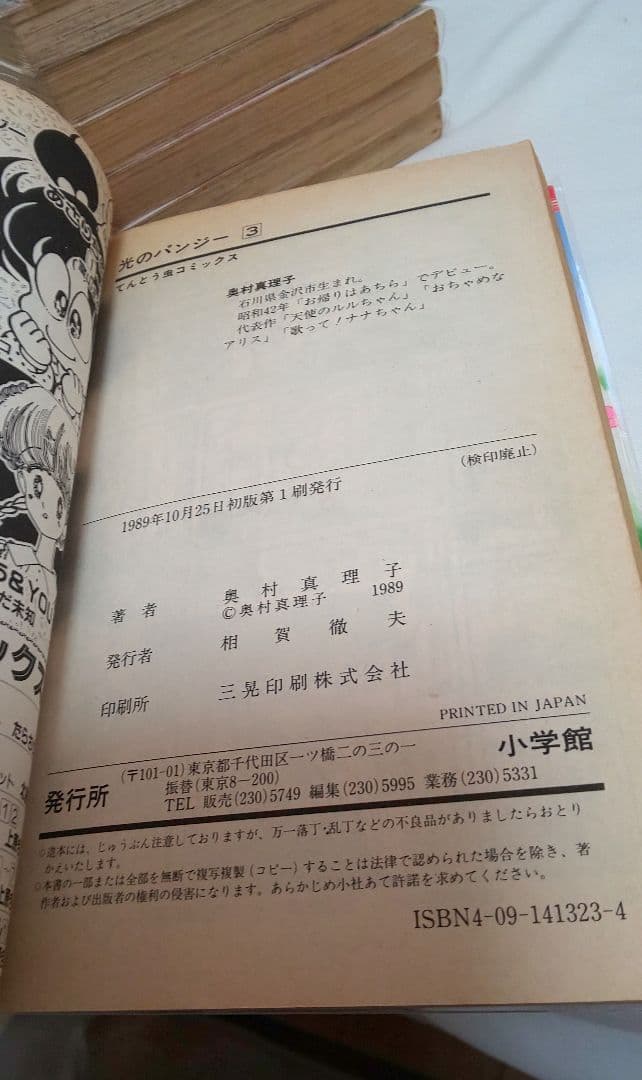 光のパンジー 3
てんとう虫コミックス
奥村真理子
石川県金沢市生まれ。
昭和42年「お帰りはあちら」でデビュー。
代表作「天使のルルちゃん」「おちゃめな
アリス」「歌って！ナナちゃん」
(検印廃止)
1989年10月25日初版第1刷発行
著者 奥村真理子
©奥村真理子 1989
発行者 相賀徹夫
印刷所 三晃印刷株式会社
PRINTED IN JAPAN
発行所 (〒101-01)東京都千代田区一ツ橋二の三の一 小学館
振替(東京8-200)
TEL 販売(230)5749 編集(230)5995 業務(230)5331
○造本には、じゅうぶん注意しておりますが、万一落丁・乱丁などの不良品がありましたらおとり
かえいたします。
○本書の一部または全部を無断で複写複製(コピー)することは法律で認められた場合を除き、著
作者および出版者の権利の侵害になります。あらかじめ小社あて許諾を求めてください。
ISBN4-09-141323-4
&YOU
だ未知
ックス